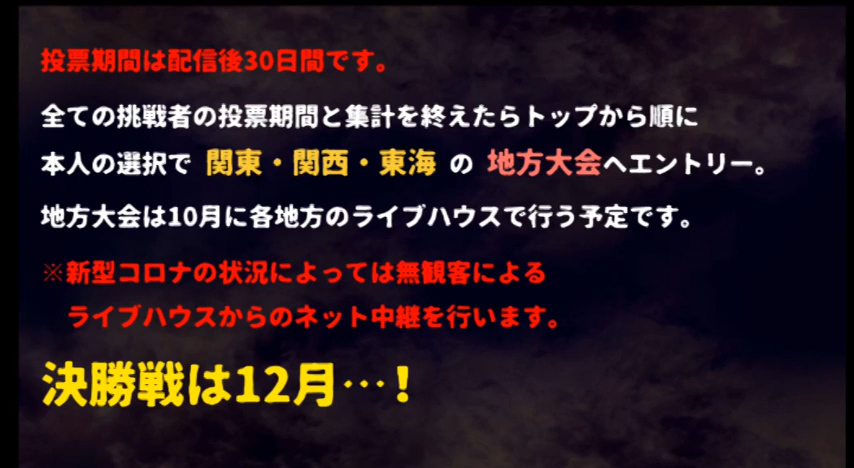 投票期間は配信後30日間です。
全ての挑戦者の投票期間と集計を終えたらトップから順に
本人の選択で 関東・関西・東海 の 地方大会へエントリー。
地方大会は10月に各地方のライブハウスで行う予定です。
※新型コロナの状況によっては無観客による
ライブハウスからのネット中継を行います。
決勝戦は12月…！